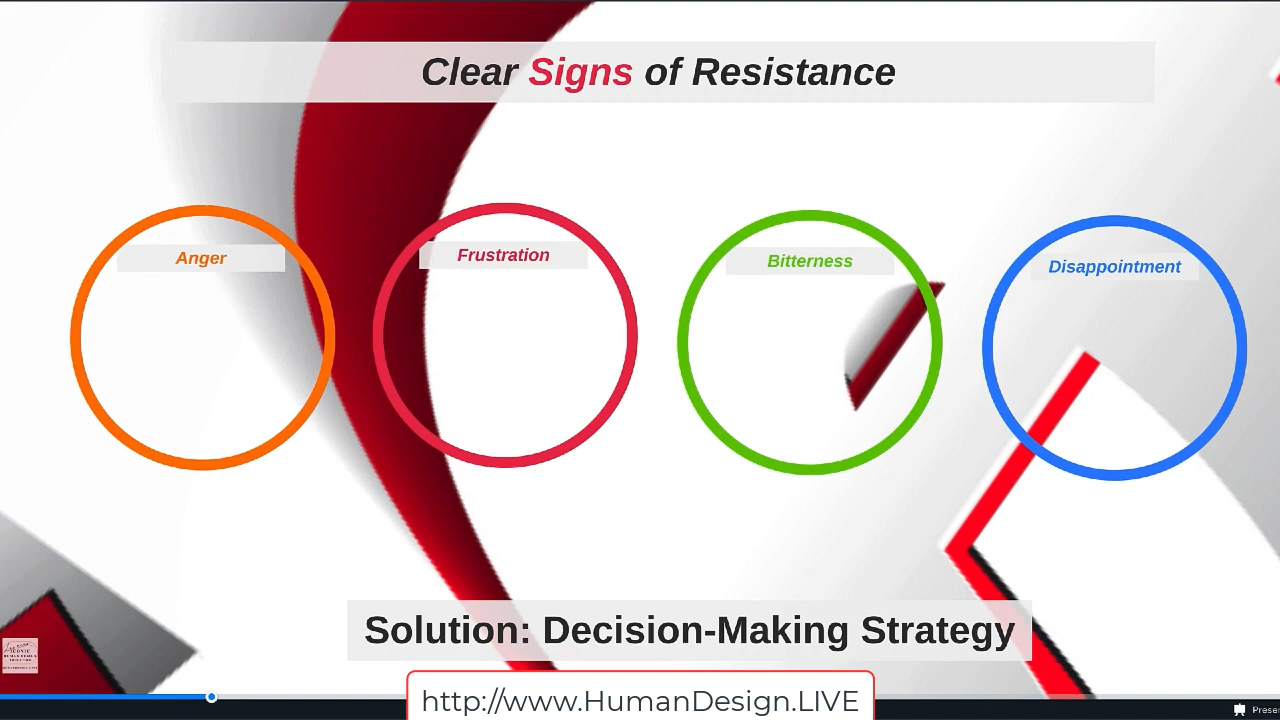 Clear Signs of Resistance
Anger
Frustration
Bitterness
Disappointment
Solution: Decision-Making Strategy
http://www.HumanDesign.LIVE